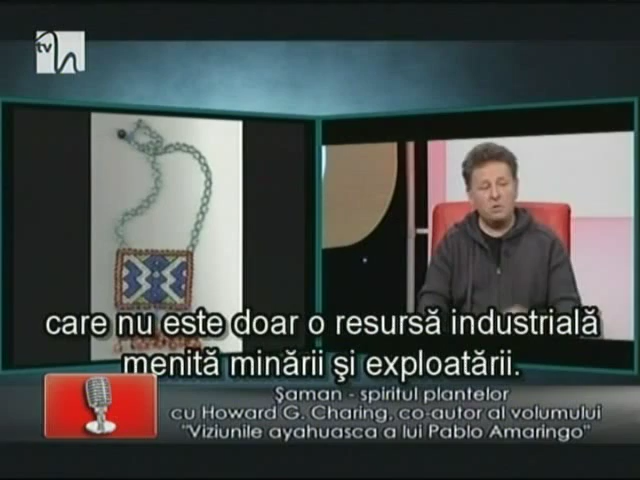 tv
care nu este doar o resursă industrială
menită minării şi exploatării.
Şaman - spiritul plantelor
cu Howard G. Charing, co-autor al volumului
"Viziunile ayahuasca a lui Pablo Amaringo"